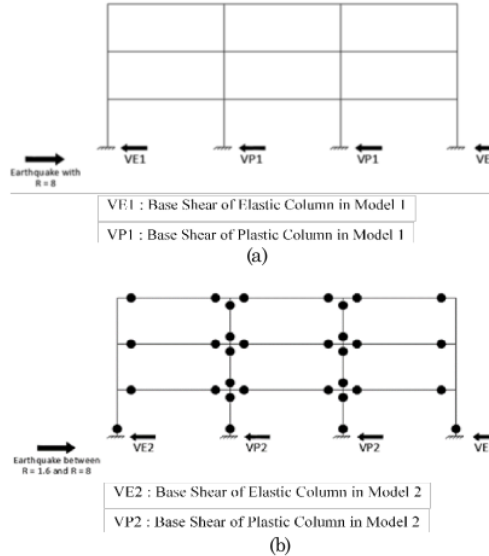 VE1 VP1 VP1 VE
Earthquake with
R = 8
VE1 : Base Shear of Elastic Column in Model 1
VP1 : Base Shear of Plastic Column in Model 1
(a)
VE2 VP2 VP2 VE
Earthquake between
R = 1.6 and R = 8
VE2 : Base Shear of Elastic Column in Model 2
VP2 : Base Shear of Plastic Column in Model 2
(b)